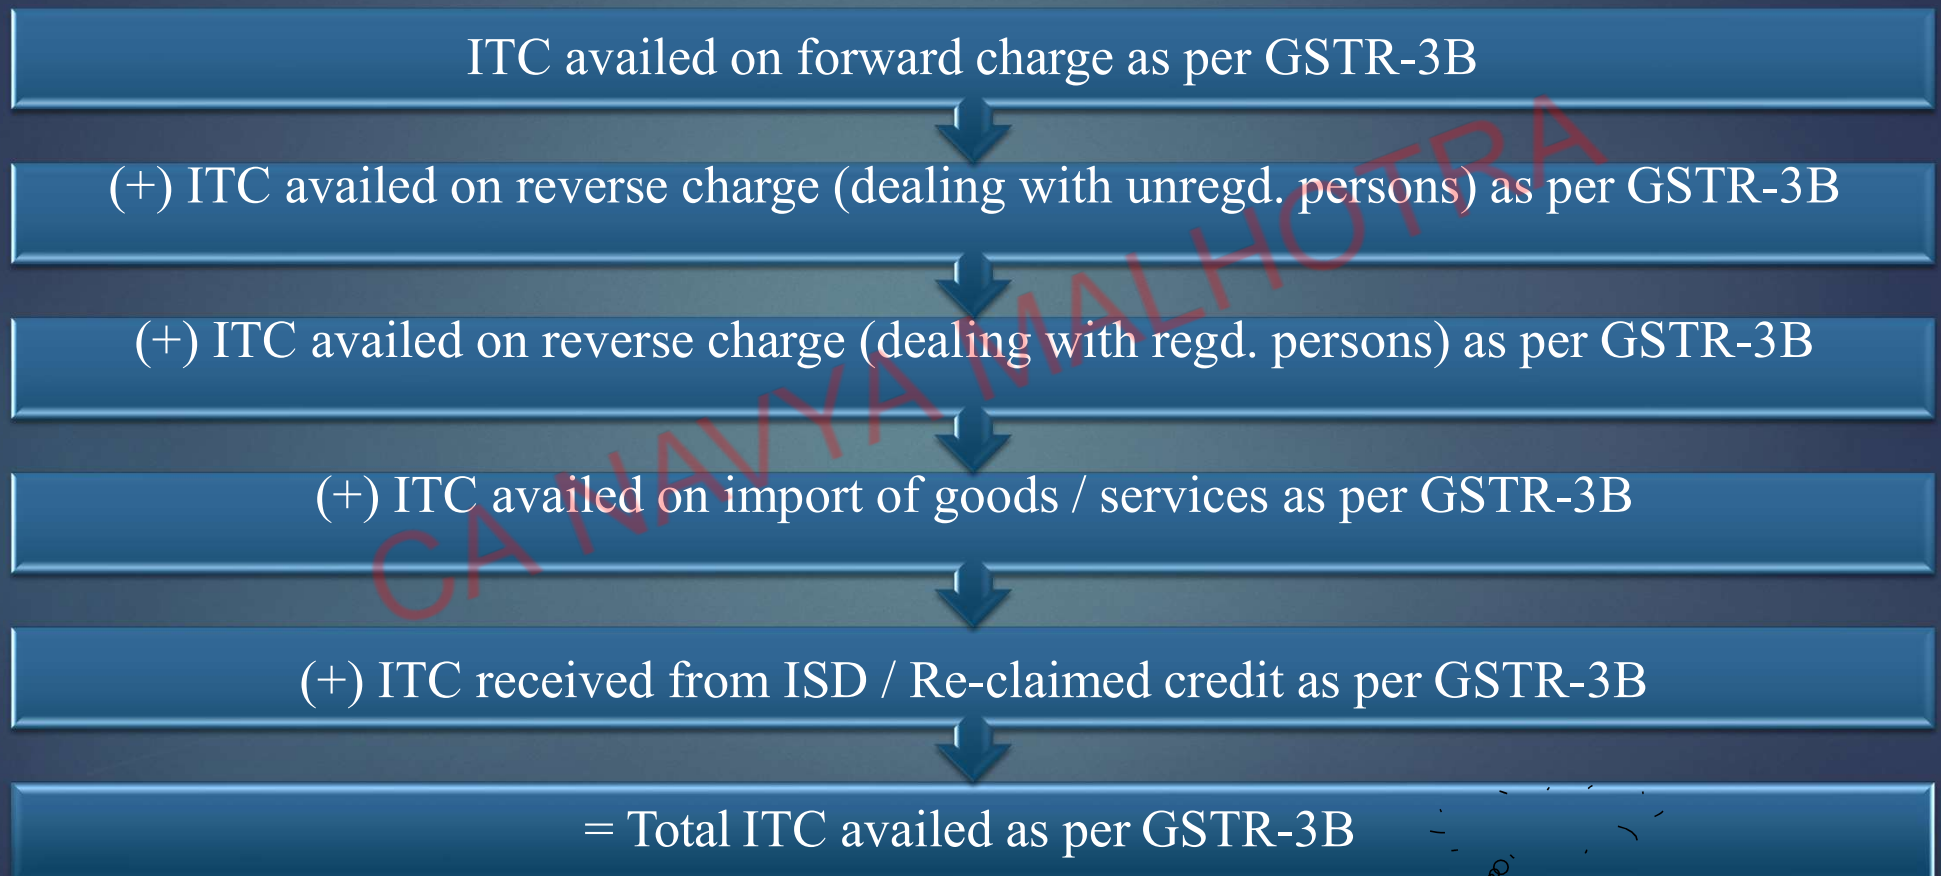 ITC availed on forward charge as per GSTR-3B
(+) ITC availed on reverse charge (dealing with unregd. persons) as per GSTR-3B
(+) ITC availed on reverse charge (dealing with regd. persons) as per GSTR-3B
(+) ITC availed on import of goods / services as per GSTR-3B
(+) ITC received from ISD / Re-claimed credit as per GSTR-3B
= Total ITC availed as per GSTR-3B
CA NAVYA MALHOTRA